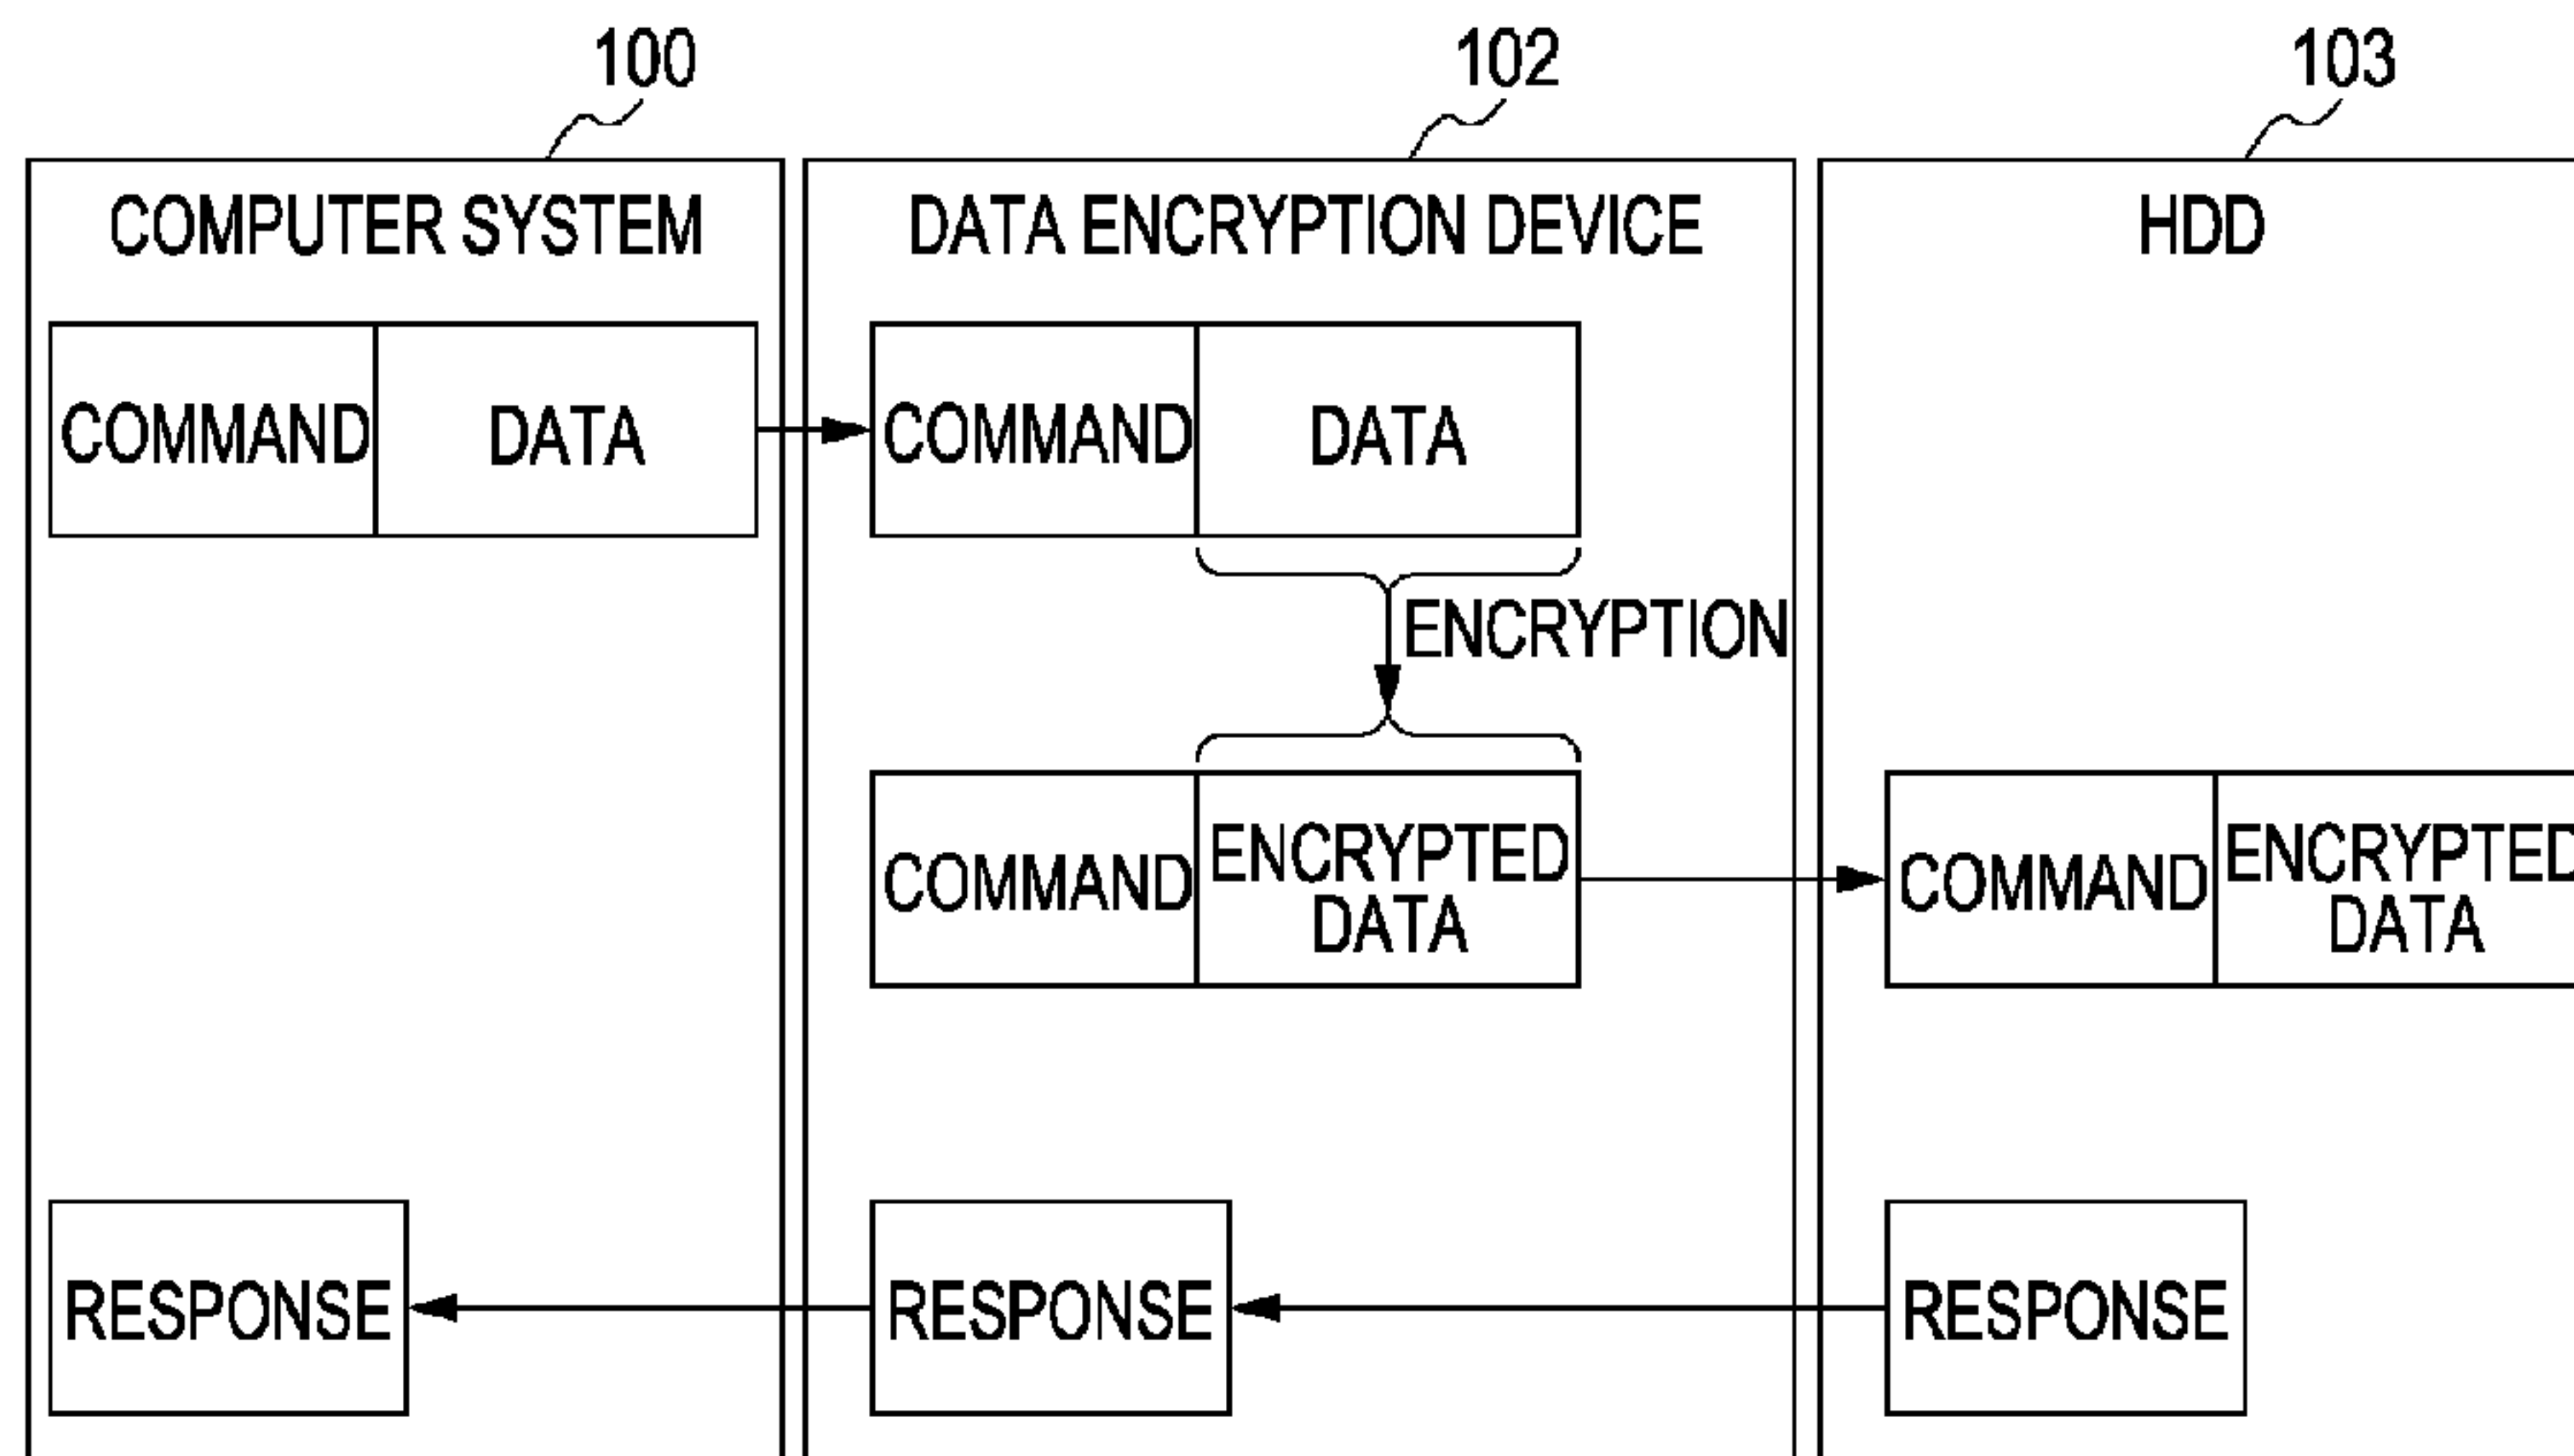 100
102
103
COMPUTER SYSTEM
DATA ENCRYPTION DEVICE
HDD
COMMAND
DATA
COMMAND
DATA
ENCRYPTION
COMMAND
ENCRYPTED
DATA
COMMAND
ENCRYPTED
DATA
RESPONSE
RESPONSE
RESPONSE